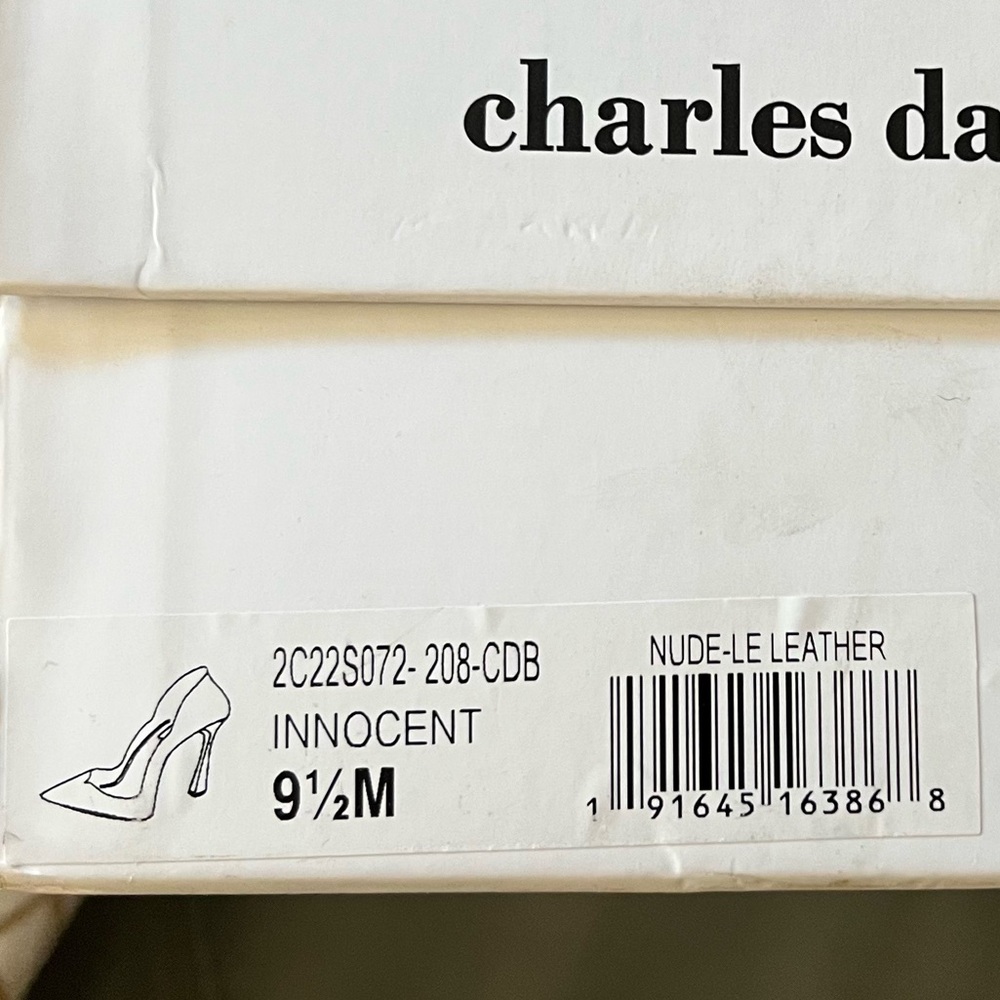 charles da
2C22S072- 208-CDB
INNOCENT
9½M
NUDE-LE LEATHER
1 91645 16386 8